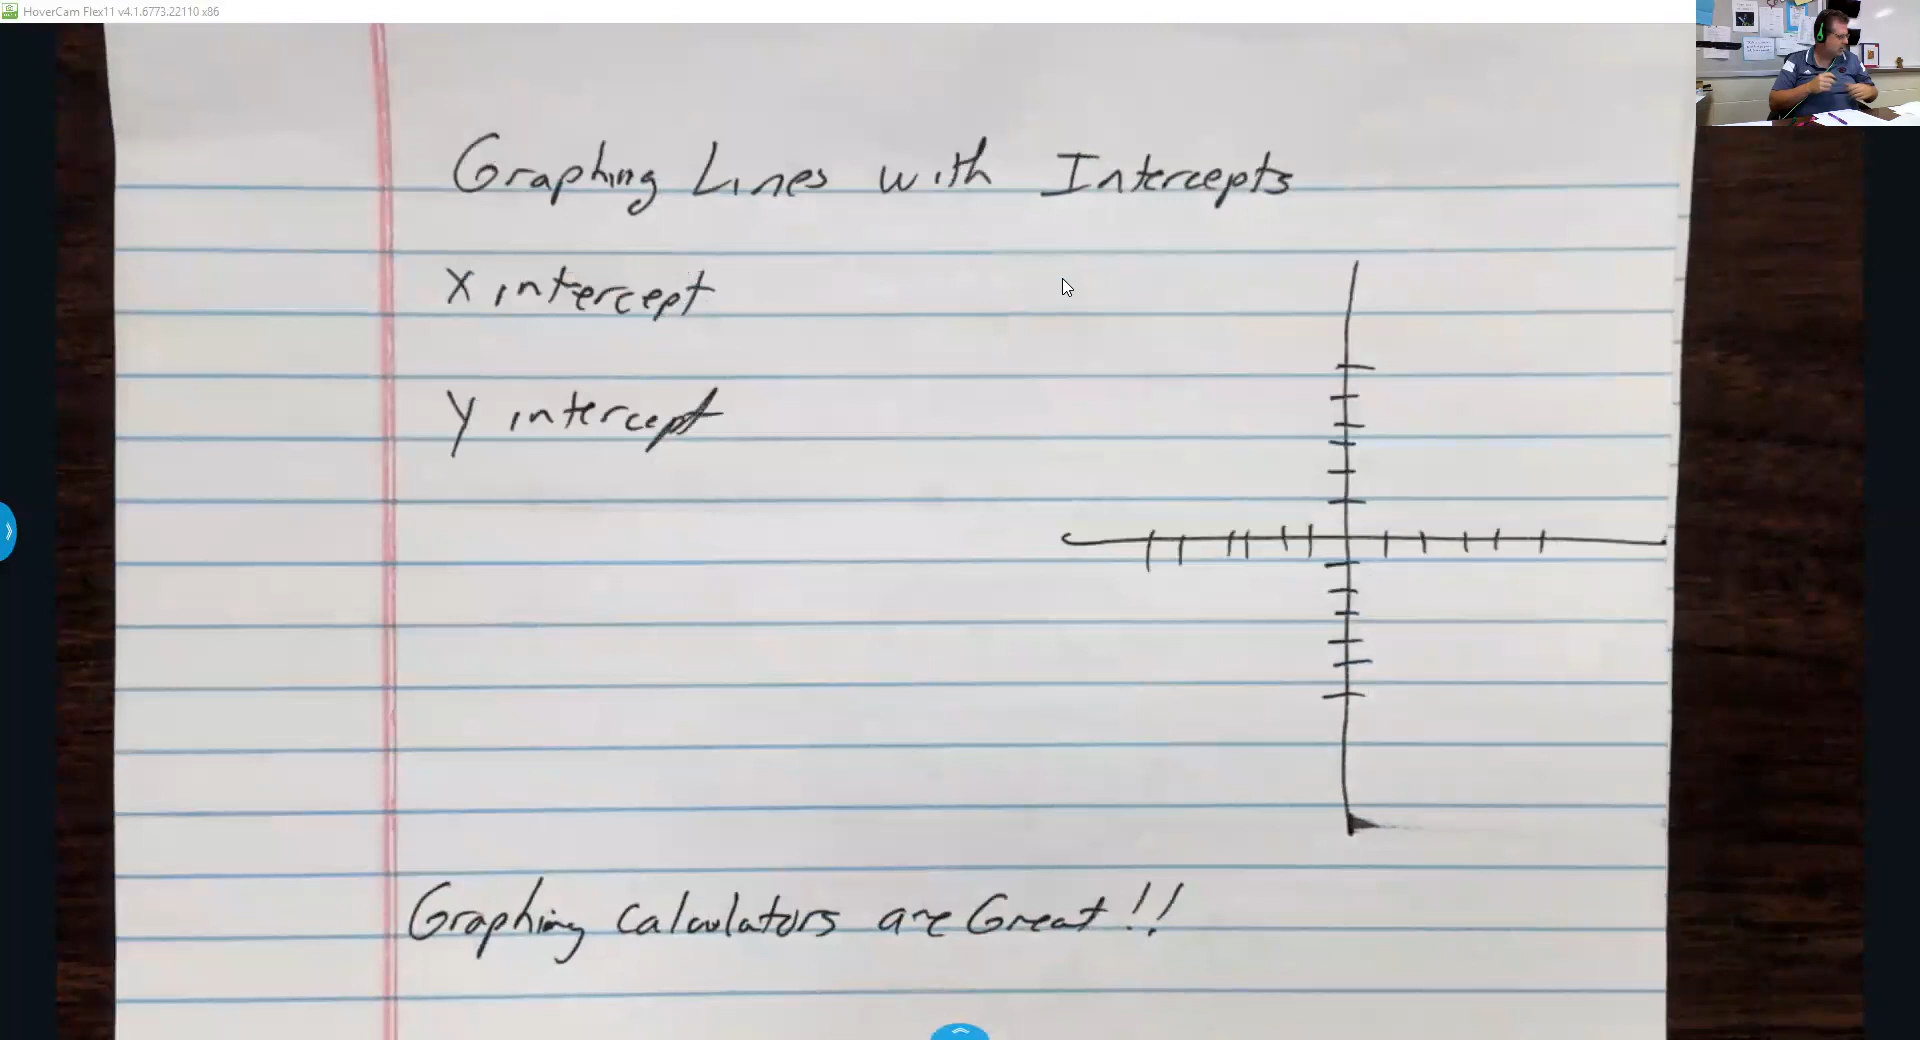 HoverCam Flex11 v4.1.6773.22110 x86
Graphing Lines with Intercepts
X intercept
Y intercept
Graphing calculators are Great!!